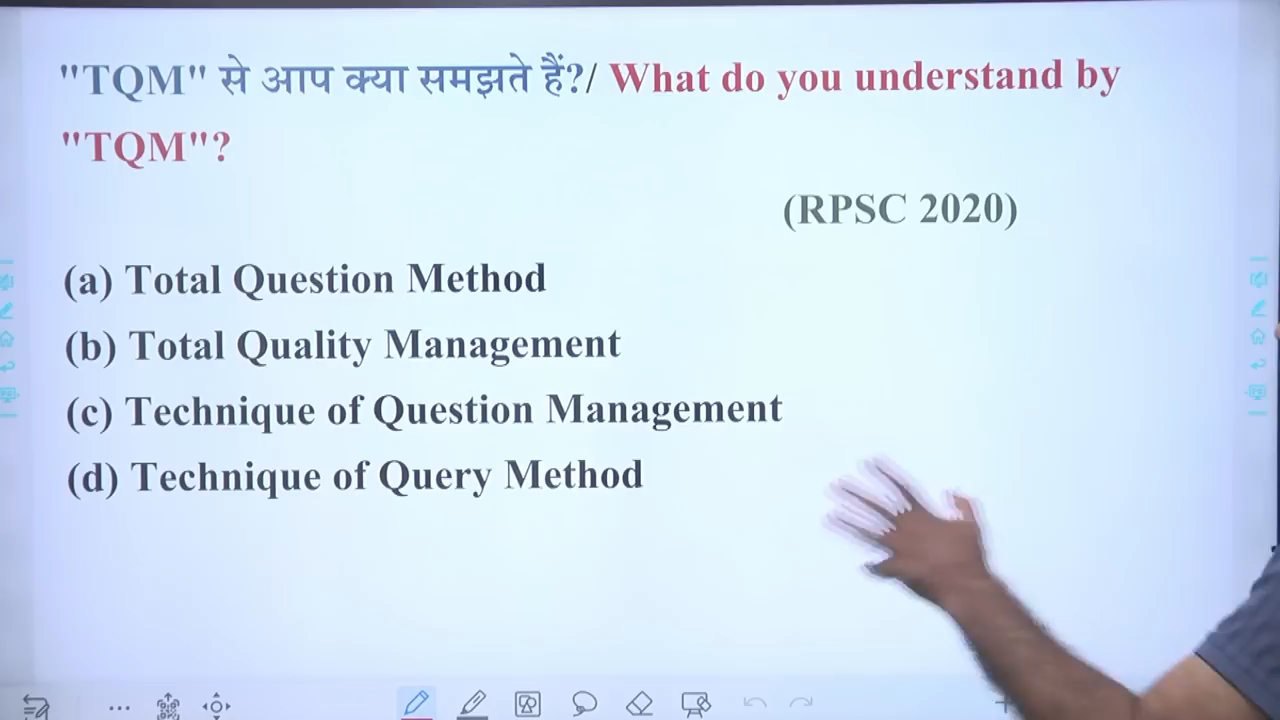 "TQM" से आप क्या समझते हैं?/ What do you understand by
"TQM"?
(RPSC 2020)
(a) Total Question Method
(b) Total Quality Management
(c) Technique of Question Management
(d) Technique of Query Method